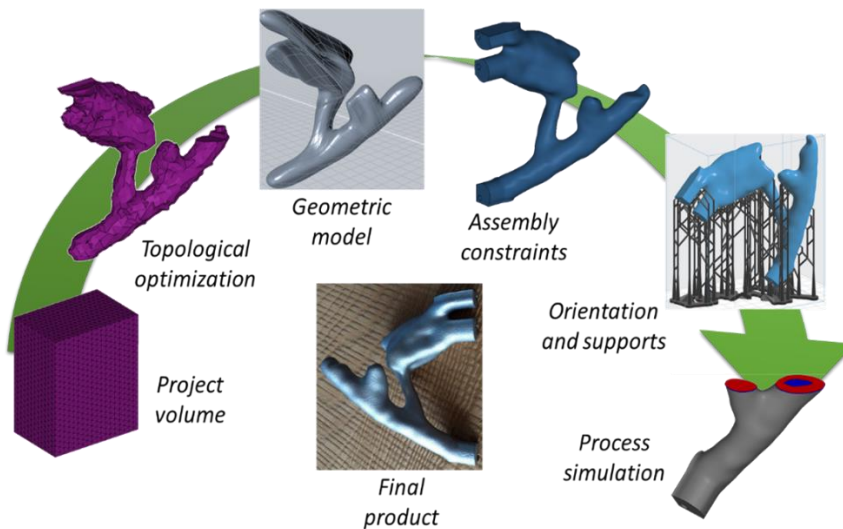 Project
volume
Topological
optimization
Geometric
model
Assembly
constraints
Orientation
and supports
Process
simulation
Final
product